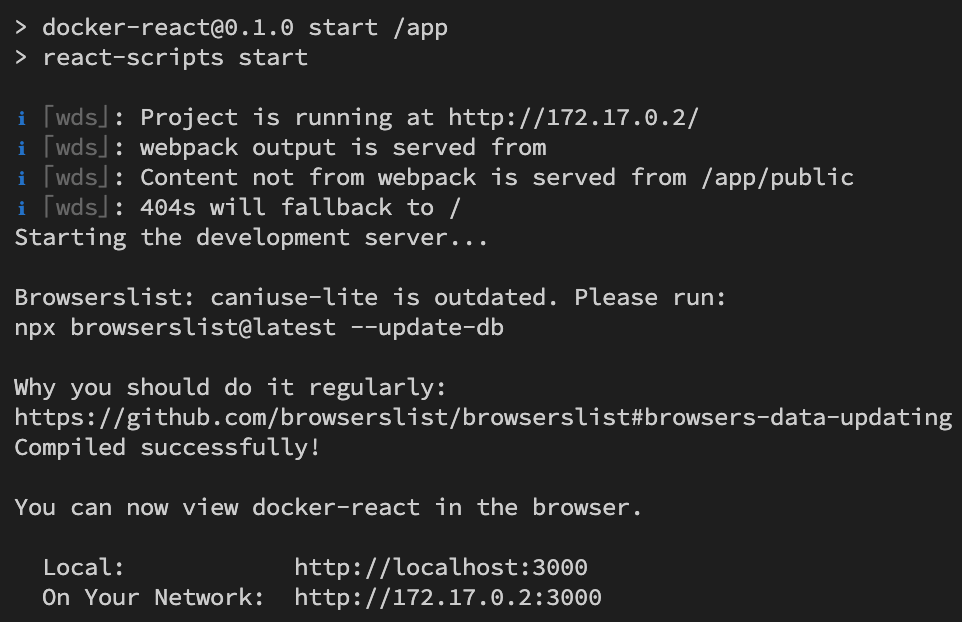 > docker-react@0.1.0 start /app
> react-scripts start
ℹ ｢wds｣: Project is running at http://172.17.0.2/
ℹ ｢wds｣: webpack output is served from
ℹ ｢wds｣: Content not from webpack is served from /app/public
ℹ ｢wds｣: 404s will fallback to /
Starting the development server...
Browserslist: caniuse-lite is outdated. Please run:
npx browserslist@latest --update-db
Why you should do it regularly:
https://github.com/browserslist/browserslist#browsers-data-updating
Compiled successfully!
You can now view docker-react in the browser.
Local:            http://localhost:3000
On Your Network:  http://172.17.0.2:3000